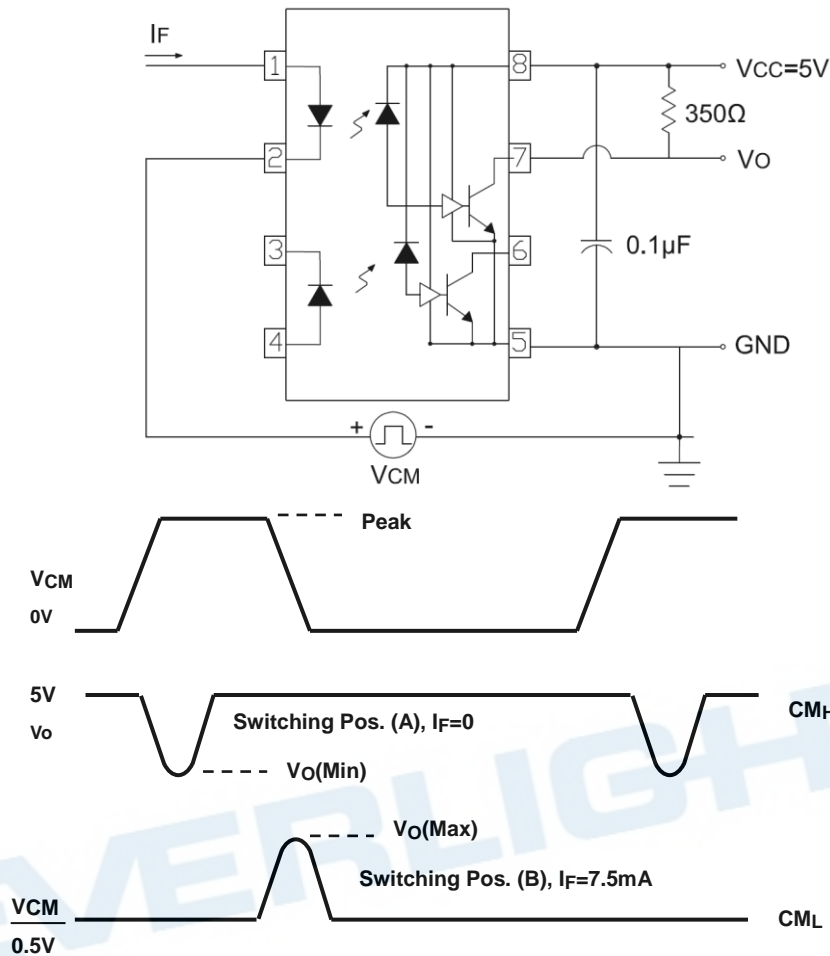 IF
1
8
VCC=5V
350Ω
2
7
VO
3
6
0.1µF
4
5
GND
+
-
VCM
Peak
VCM
0V
5V
Vo
Switching Pos. (A), IF=0
CMH
VO(Min)
VO(Max)
Switching Pos. (B), IF=7.5mA
VCM
0.5V
CML
EVERLIGH